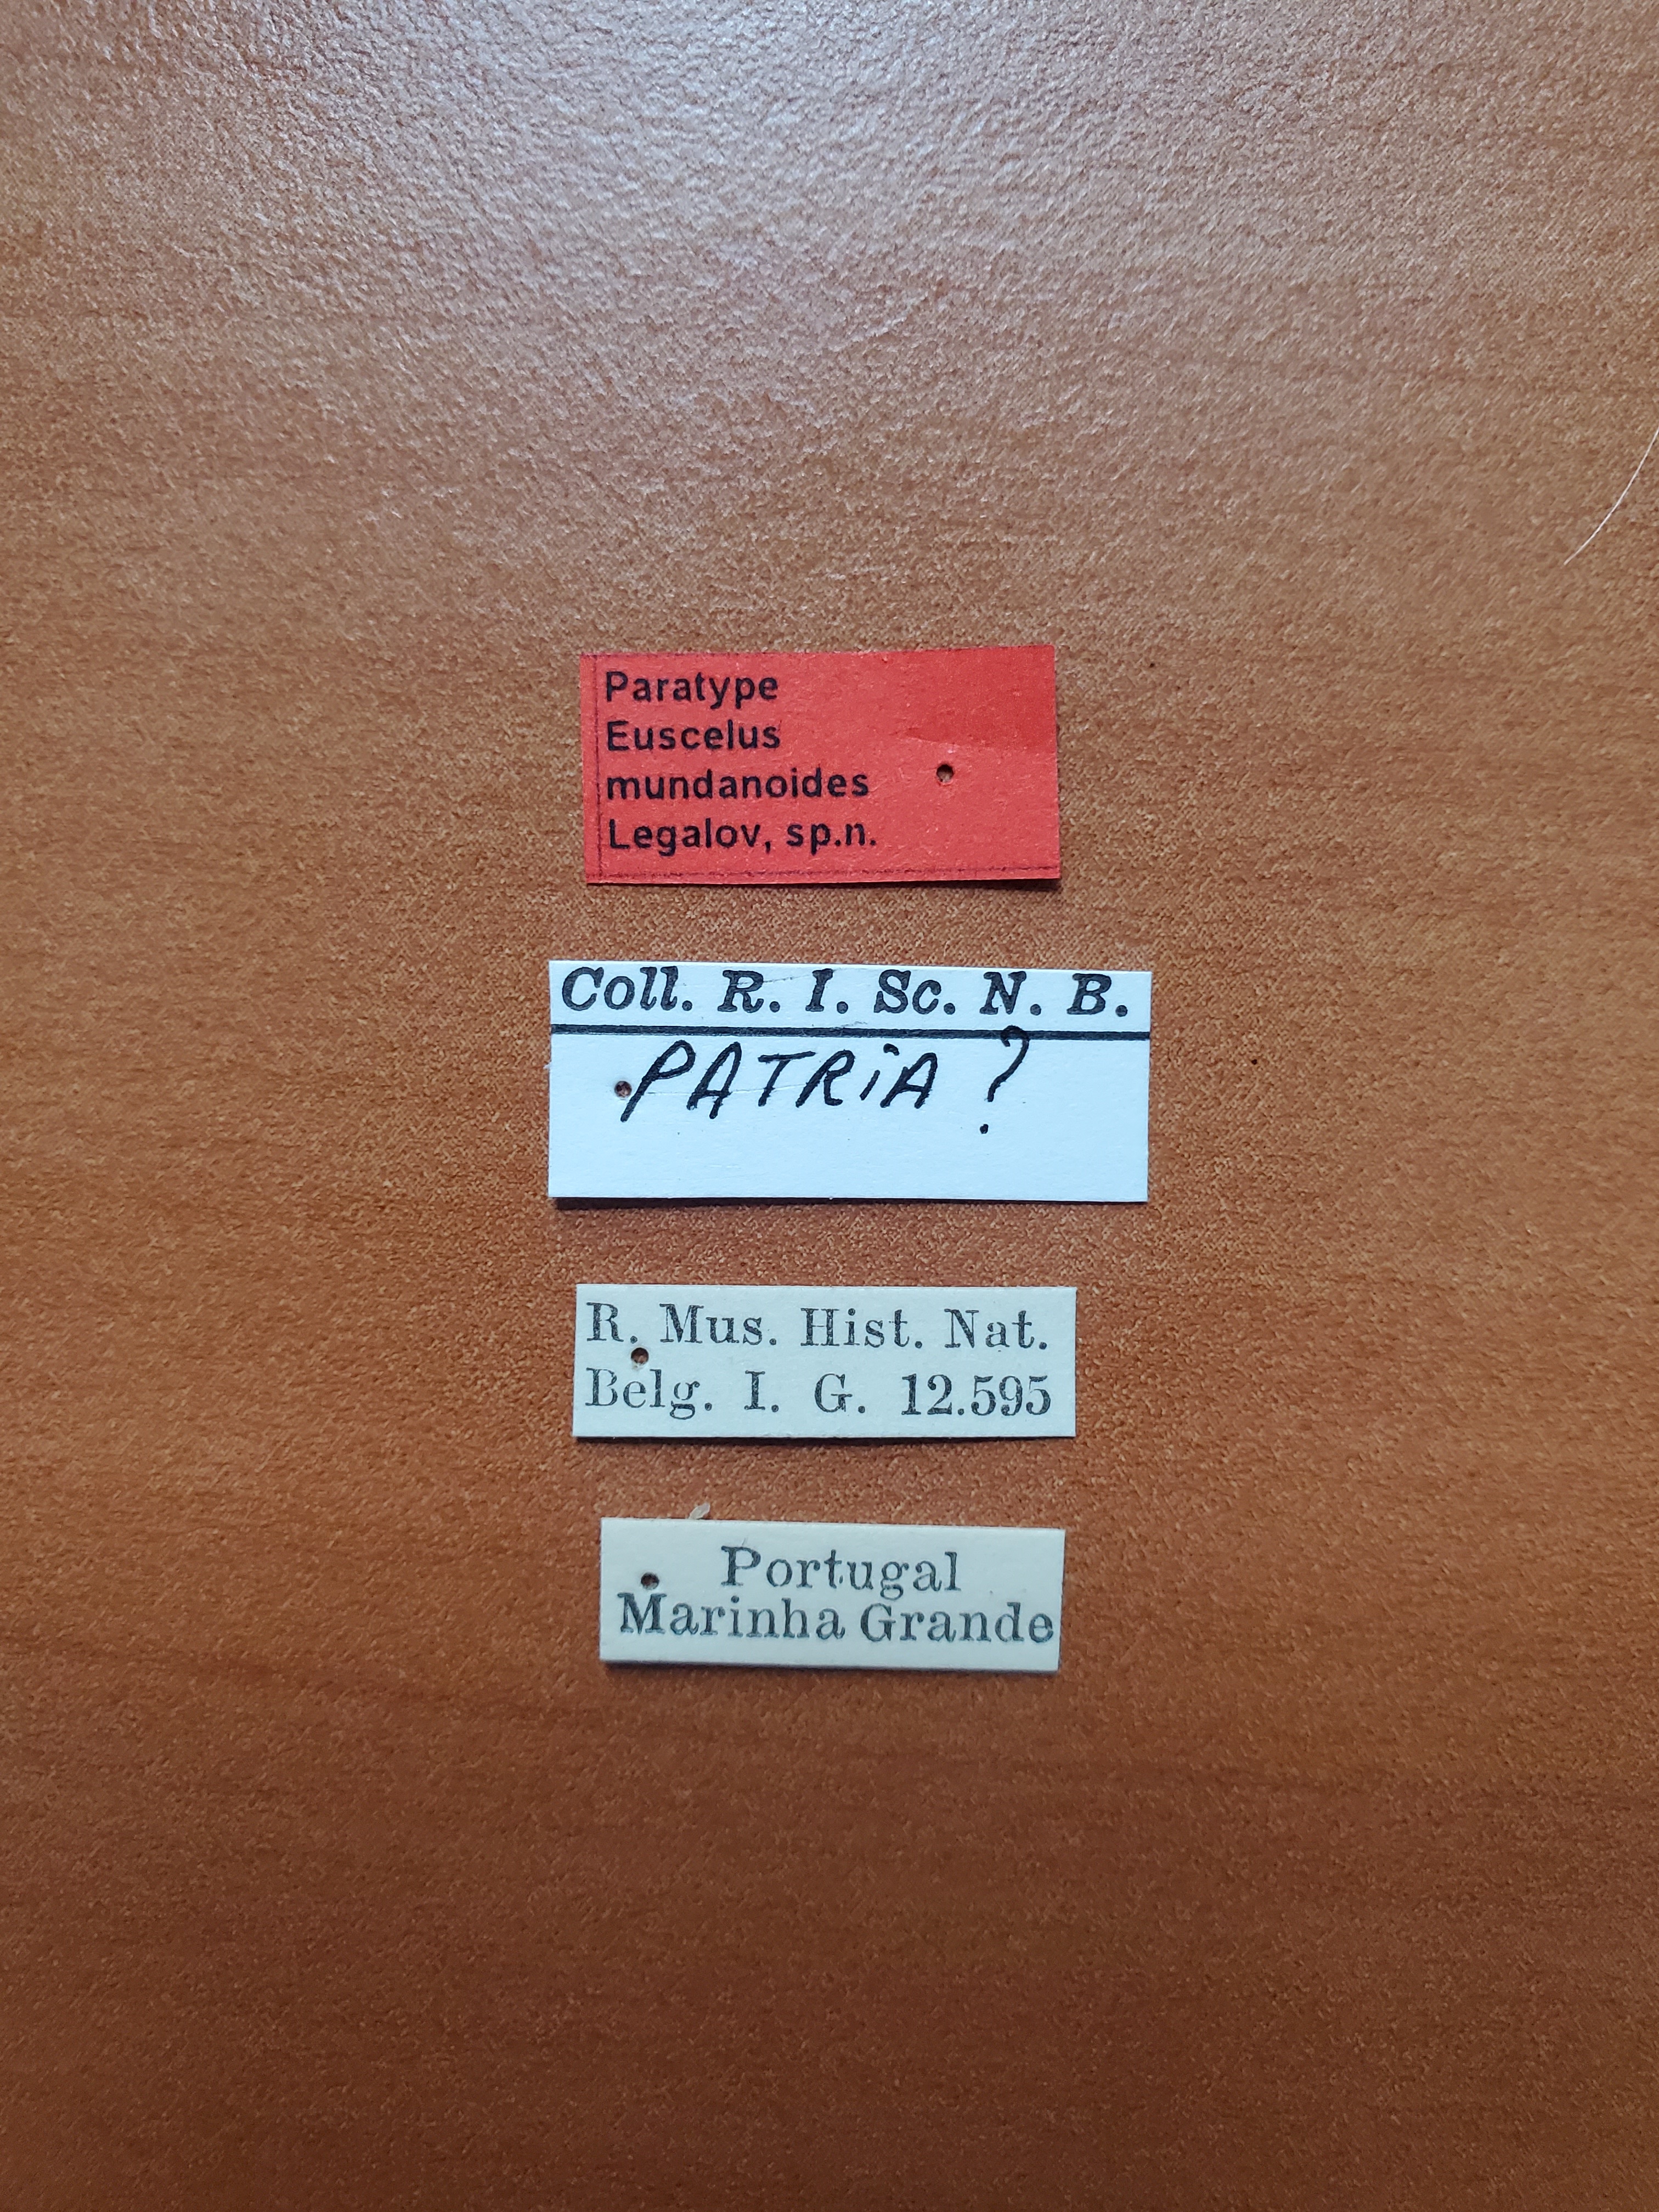 Paratype
Euscelus
mundanoides
Legalov, sp.n.
Coll. R. I. Sc. N. B.
PATRiA ?
R. Mus. Hist. Nat.
Belg. I. G. 12.595
Portugal
Marinha Grande